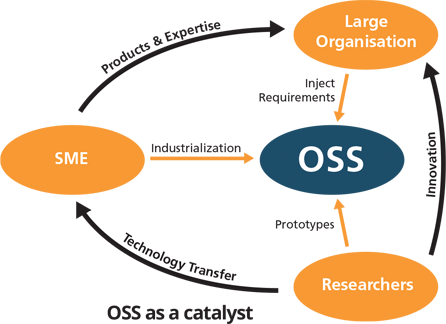 Products & Expertise
Large
Organisation
Inject
Requirements
SME
Industrialization
OSS
Innovation
Prototypes
Technology Transfer
Researchers
OSS as a catalyst